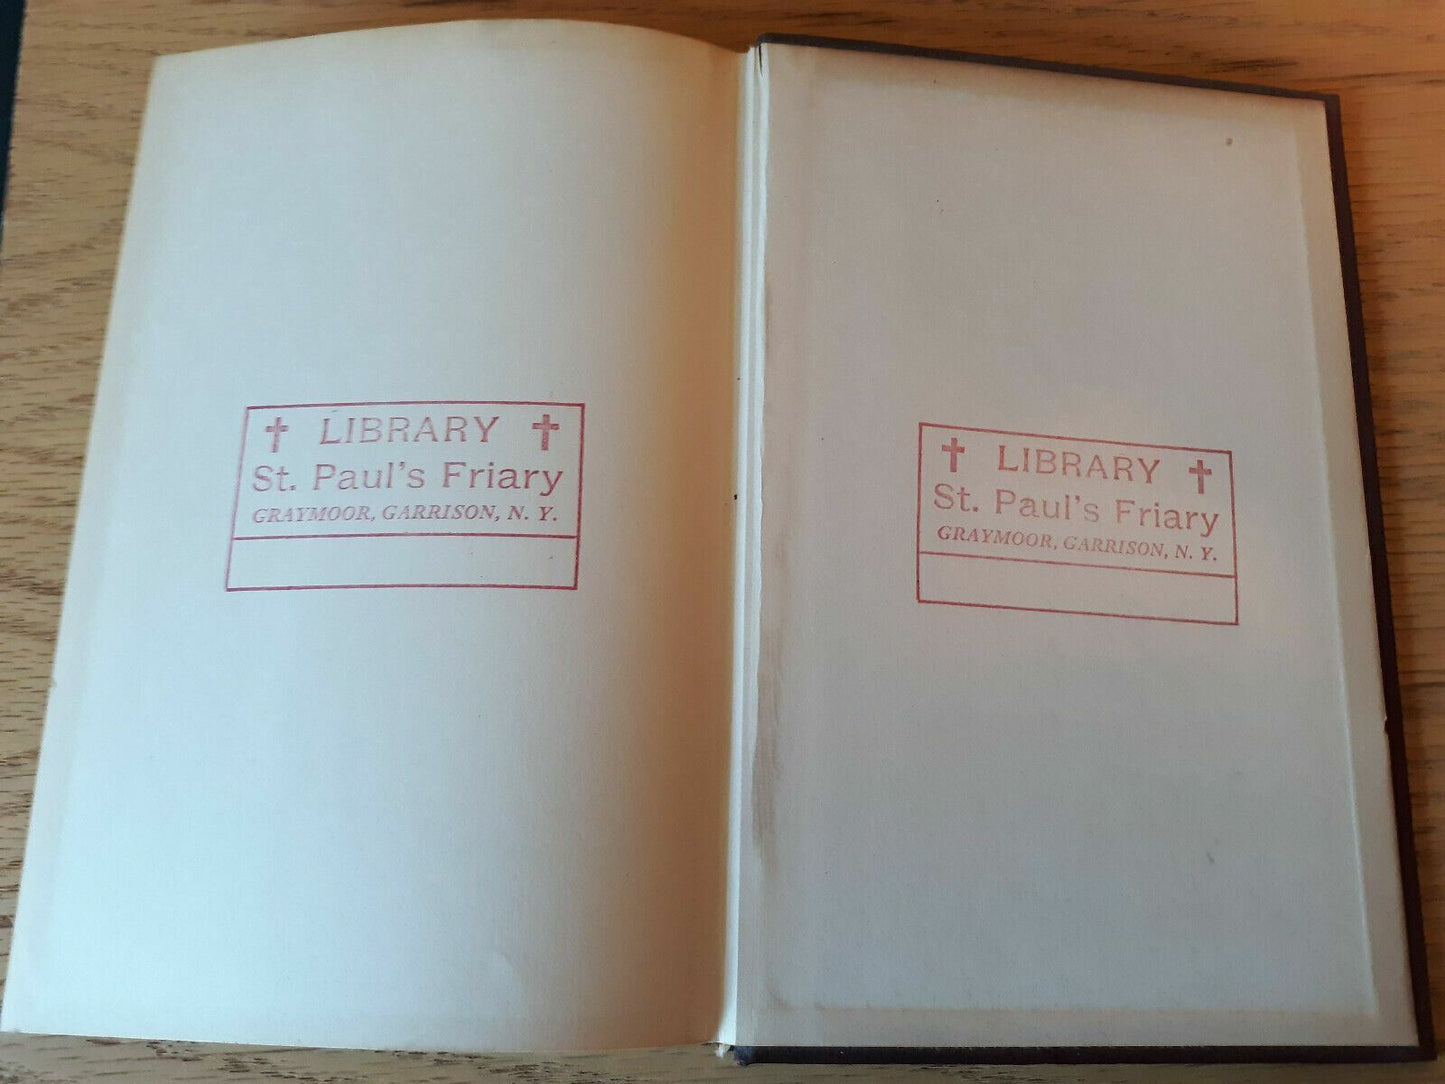 ✝ LIBRARY ✝
St. Paul's Friary
GRAYMOOR, GARRISON, N. Y.
✝ LIBRARY ✝
St. Paul's Friary
GRAYMOOR, GARRISON, N. Y.